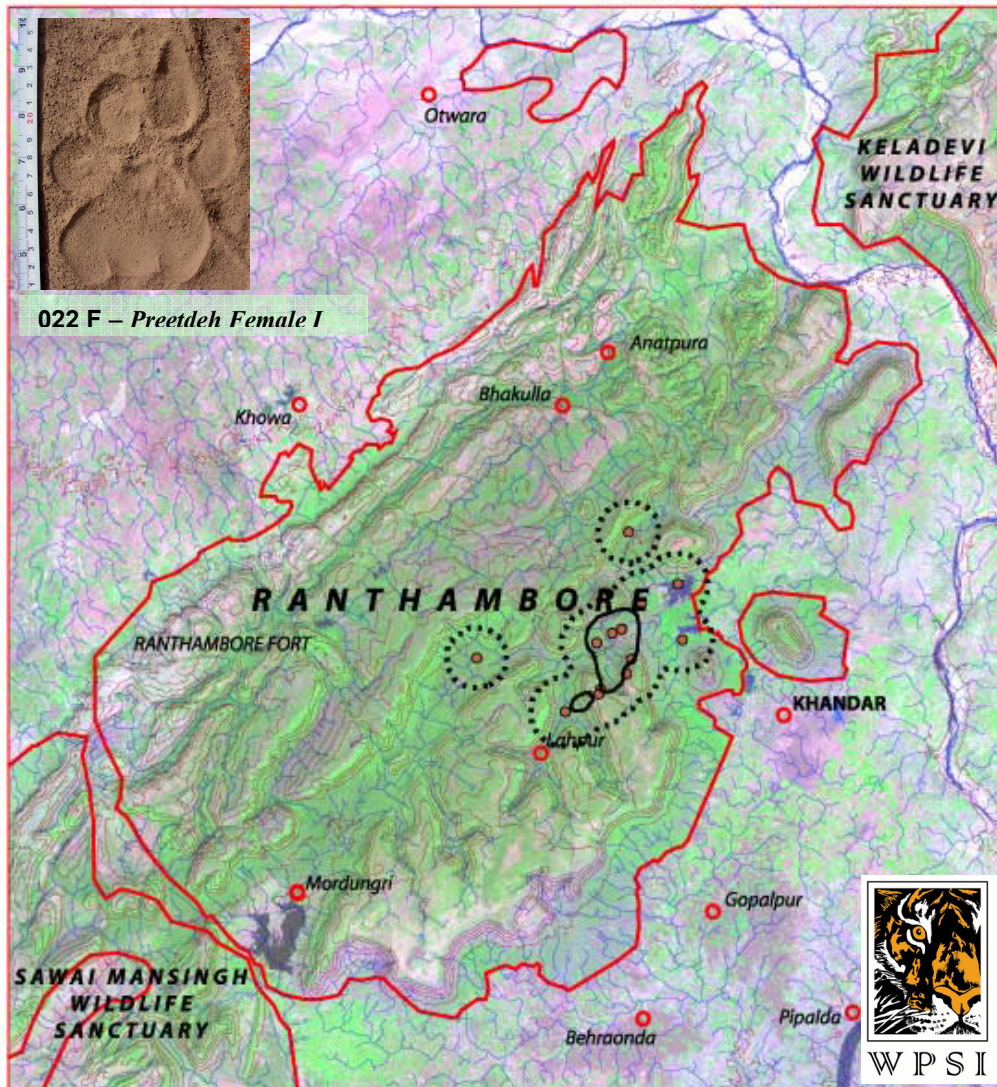 Otwara
KELADEVI
WILDLIFE
SANCTUARY
022 F – Preetdeh Female I
Anatpura
Bhakulla
Khowa
RANTHAMBORE
RANTHAMBORE FORT
KHANDAR
Lahpur
Mordungri
Gopalpur
SAWAI MANSINGH
WILDLIFE
SANCTUARY
Behraonda
Pipalda
WPSI